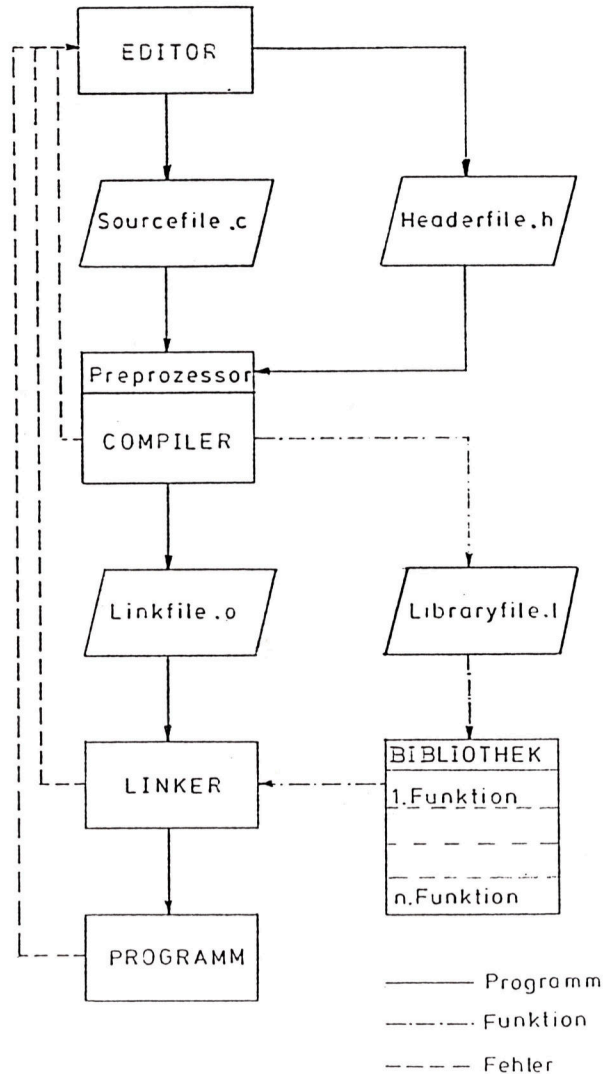 EDITOR
Sourcefile.c
Headerfile.h
Preprozessor
COMPILER
Linkfile.o
Libraryfile.l
LINKER
BIBLIOTHEK
1.Funktion
n.Funktion
PROGRAMM
Programm
Funktion
Fehler